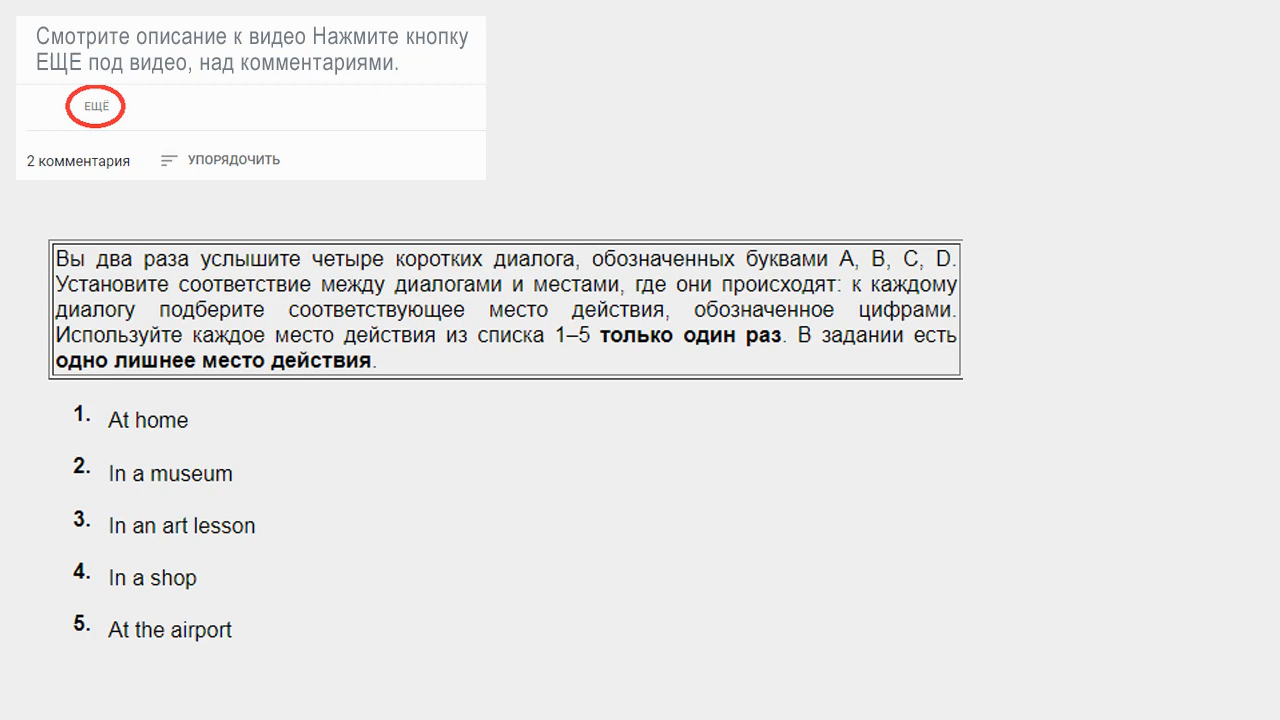 Смотрите описание к видео Нажмите кнопку
ЕЩЕ под видео, над комментариями.
ЕЩЁ
2 комментария УПОРЯДОЧИТЬ
Вы два раза услышите четыре коротких диалога, обозначенных буквами A, B, C, D.
Установите соответствие между диалогами и местами, где они происходят: к каждому
диалогу подберите соответствующее место действия, обозначенное цифрами.
Используйте каждое место действия из списка 1–5 только один раз. В задании есть
одно лишнее место действия.
1. At home
2. In a museum
3. In an art lesson
4. In a shop
5. At the airport